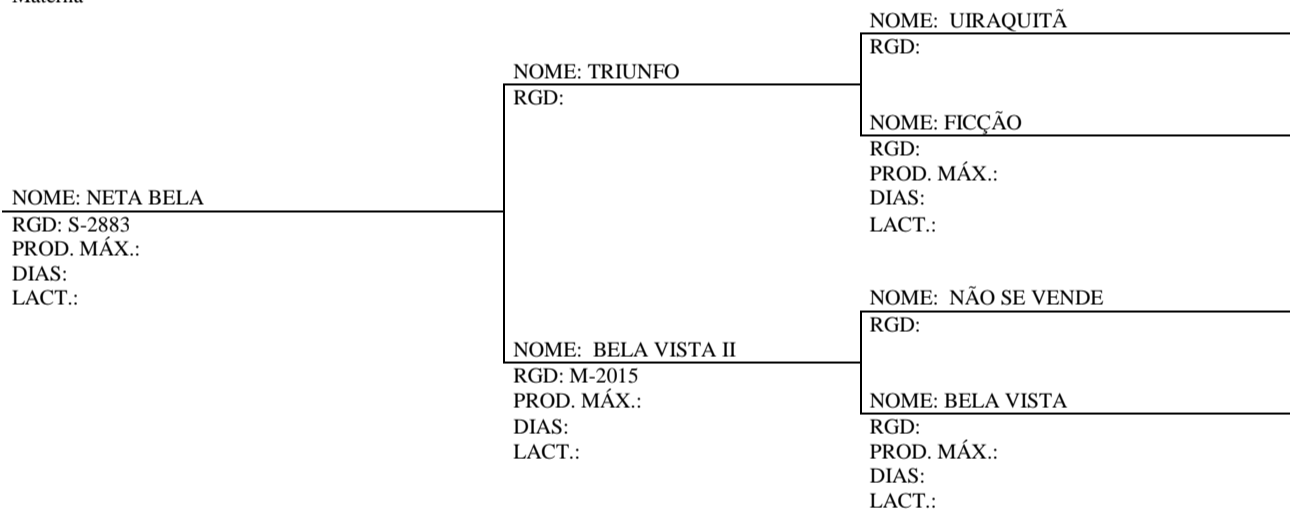 Materna
NOME: UIRAQUITÃ
RGD:
NOME: TRIUNFO
RGD:
NOME: FICÇÃO
RGD:
PROD. MÁX.:
DIAS:
LACT.:
NOME: NETA BELA
RGD: S-2883
PROD. MÁX.:
DIAS:
LACT.:
NOME: NÃO SE VENDE
RGD:
NOME: BELA VISTA II
RGD: M-2015
PROD. MÁX.:
DIAS:
LACT.:
NOME: BELA VISTA
RGD:
PROD. MÁX.:
DIAS:
LACT.: